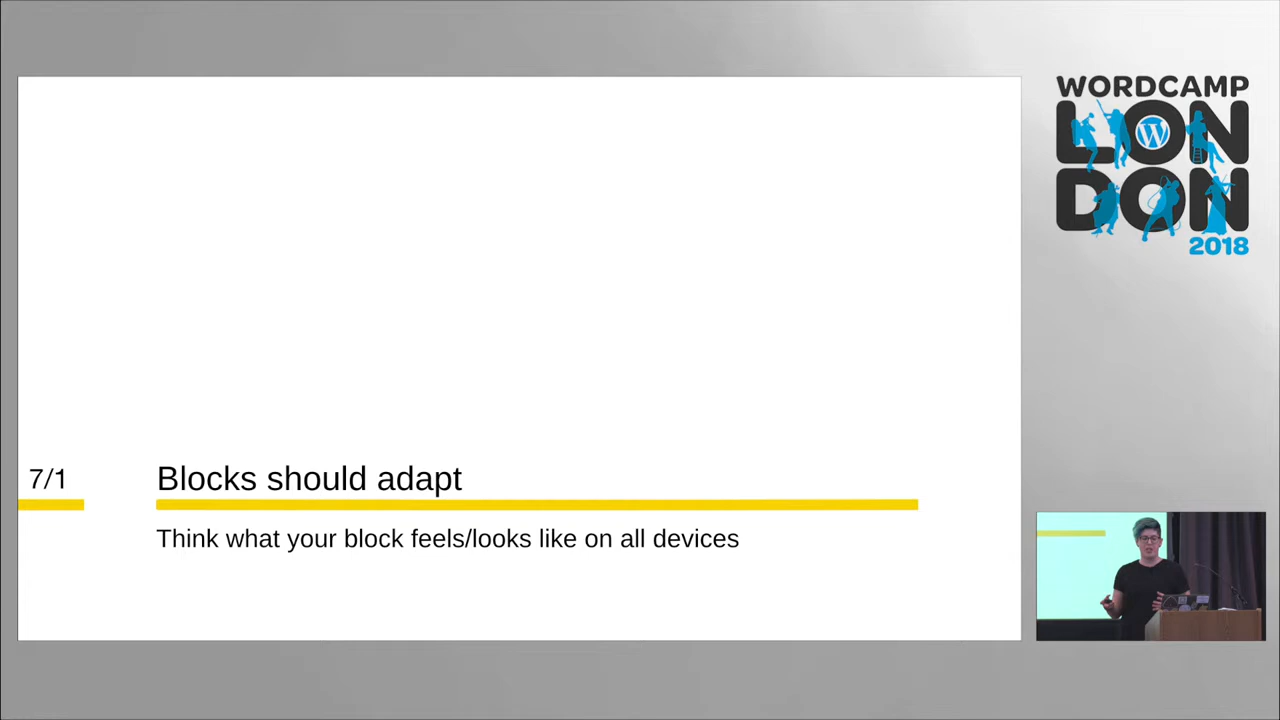 WORDCAMP
LON
DON
2018
7/1
Blocks should adapt
Think what your block feels/looks like on all devices